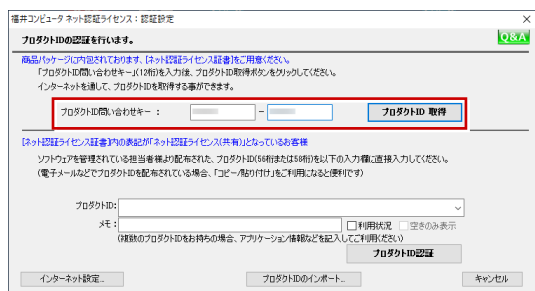 福井コンピュータ ネット認証ライセンス：認証設定
プロダクトIDの認証を行います。
Q&A
商品パッケージに内包されております、[ネット認証ライセンス証書]をご用意ください。
「プロダクトID問い合わせキー」(12桁)を入力後、プロダクトID取得ボタンをクリックしてください。
インターネットを通して、プロダクトIDを取得する事ができます。
プロダクトID問い合わせキー ：
－
プロダクトID 取得
[ネット認証ライセンス証書]内の表記が「ネット認証ライセンス(共有)」となっているお客様
ソフトウェアを管理されている担当者様より配布された、プロダクトID(56桁または58桁)を以下の入力欄に直接入力してください。
(電子メールなどでプロダクトIDを配布されている場合、「コピー/貼り付け」をご利用になると便利です)
プロダクトID:
メモ：
利用状況
空きのみ表示
(複数のプロダクトIDをお持ちの場合、アプリケーション情報などを記入してご利用ください)
プロダクトID認証
インターネット設定...
プロダクトIDのインポート...
キャンセル